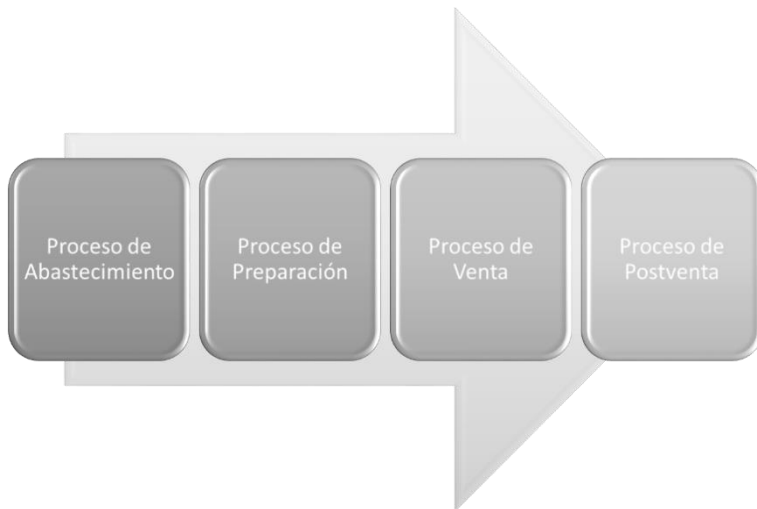 Proceso de
Abastecimiento
Proceso de
Preparación
Proceso de
Venta
Proceso de
Postventa